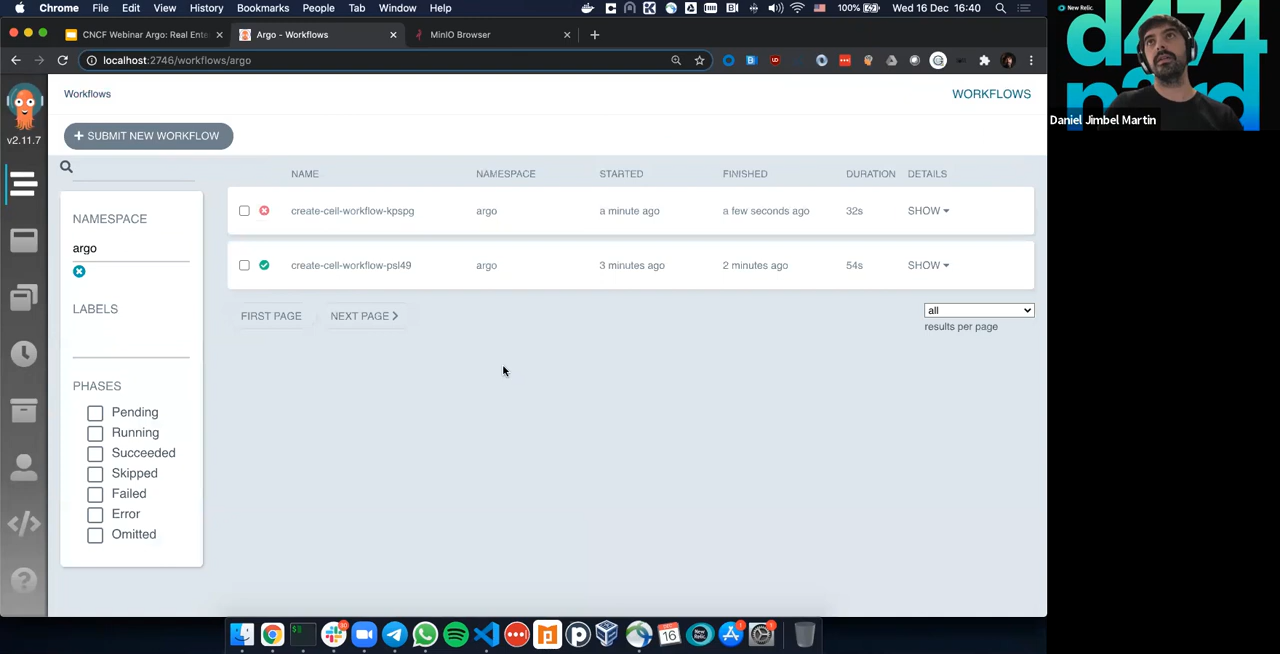 Chrome File Edit View History Bookmarks People Tab Window Help 100% Wed 16 Dec 16:40
CNCF Webinar Argo: Real Ente
Argo - Workflows
MinIO Browser
localhost:2746/workflows/argo
v2.11.7
Workflows
WORKFLOWS
+ SUBMIT NEW WORKFLOW
NAMESPACE
argo
LABELS
PHASES
Pending
Running
Succeeded
Skipped
Failed
Error
Omitted
NAME NAMESPACE STARTED FINISHED DURATION DETAILS
create-cell-workflow-kpspg argo a minute ago a few seconds ago 32s SHOW
create-cell-workflow-psl49 argo 3 minutes ago 2 minutes ago 54s SHOW
FIRST PAGE NEXT PAGE
all
results per page
New Relic.
d474
Daniel Jimbel Martin